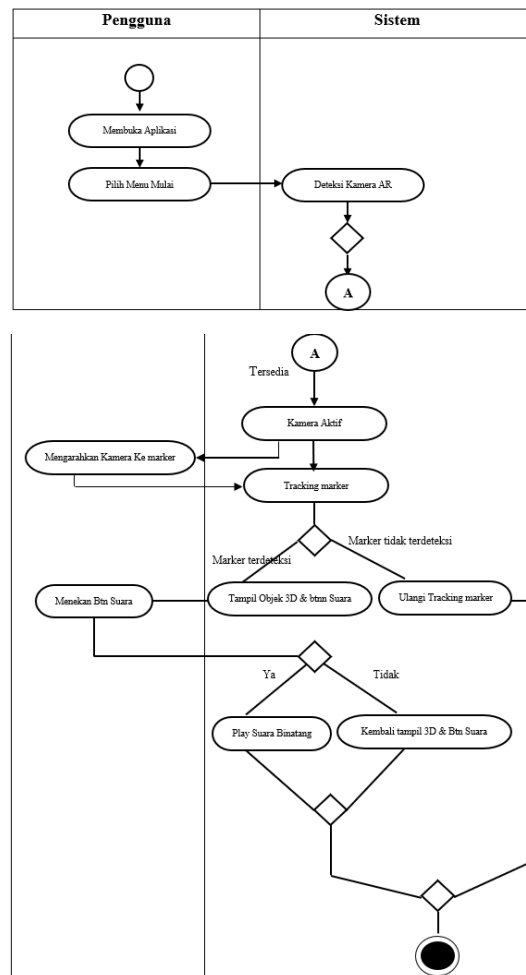 Pengguna
Sistem
Membuka Aplikasi
Pilih Menu Mulai
Deteksi Kamera AR
A
A
Tersedia
Kamera Aktif
Mengarahkan Kamera Ke marker
Tracking marker
Marker tidak terdeteksi
Marker terdeteksi
Menekan Btn Suara
Tampil Objek 3D & btnn Suara
Ulangi Tracking marker
Ya
Tidak
Play Suara Binatang
Kembali tampil 3D & Btn Suara